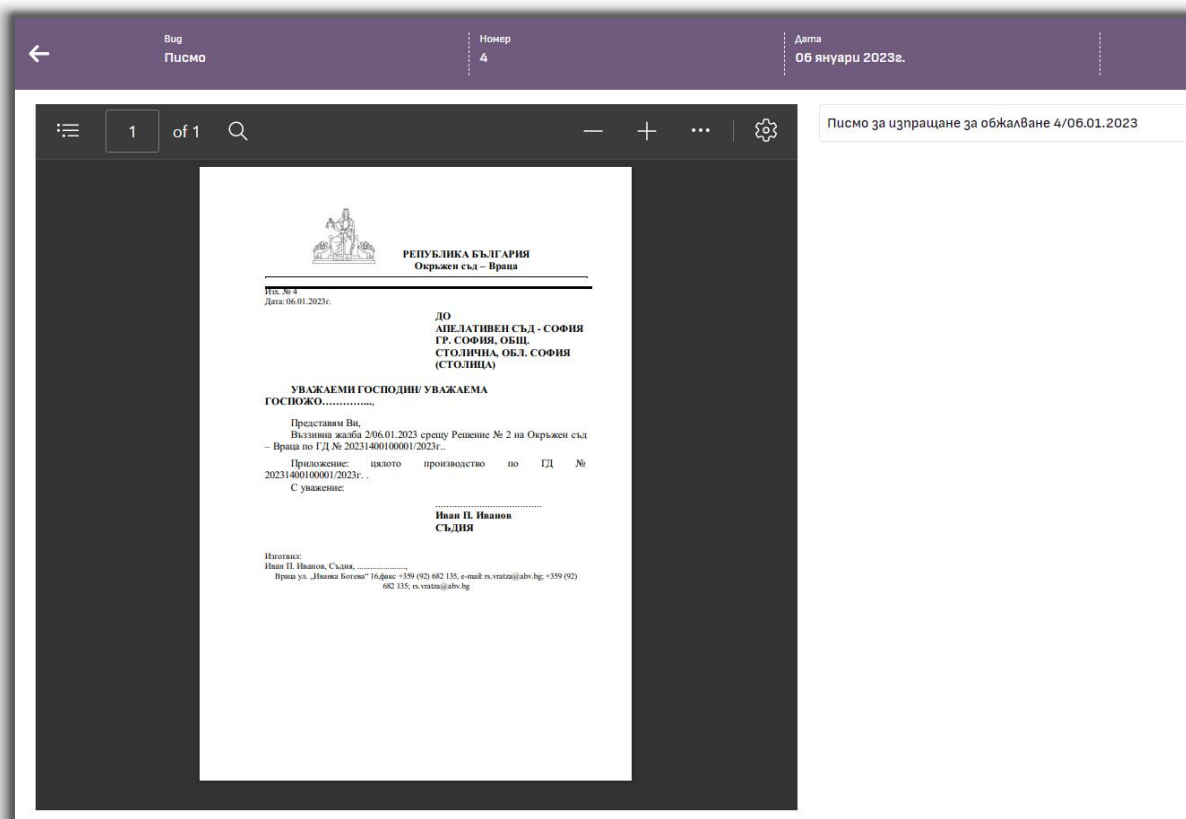 Вид
Писмо
Номер
4
Дата
06 януари 2023г.
1 of 1
Писмо за изпращане за обжалване 4/06.01.2023
РЕПУБЛИКА БЪЛГАРИЯ
Окръжен съд – Враца
Изх. № 4
Дата: 06.01.2023г.
ДО
АПЕЛАТИВЕН СЪД - СОФИЯ
ГР. СОФИЯ, ОБЩ.
СТОЛИЧНА, ОБЛ. СОФИЯ
(СТОЛИЦА)
УВАЖАЕМИ ГОСПОДИН/ УВАЖАЕМА
ГОСПОЖО…………...,
Представям Ви,
Въззивна жалба 2/06.01.2023 срещу Решение № 2 на Окръжен съд
– Враца по ГД № 20231400100001/2023г..
Приложение: цялото производство по ГД №
20231400100001/2023г. .
С уважение:
.......................................
Иван П. Иванов
СЪДИЯ
Изготвил:
Иван П. Иванов, Съдия, ....................,
Враца ул. „Иванка Ботева“ 16,факс +359 (92) 682 135, e-mail: rs.vratza@abv.bg; +359 (92)
682 135; rs.vratza@abv.bg